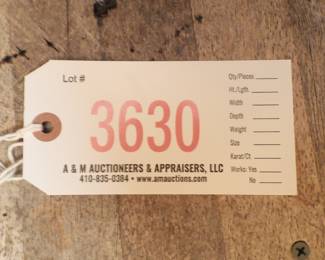 Lot #
3630
A & M AUCTIONEERS & APPRAISERS, LLC
410-835-0384 • www.amauctions.com
Qty/Pieces
Ht./Lgth
Width
Depth
Weight
Size
Karat/Ct
Works: Yes
No